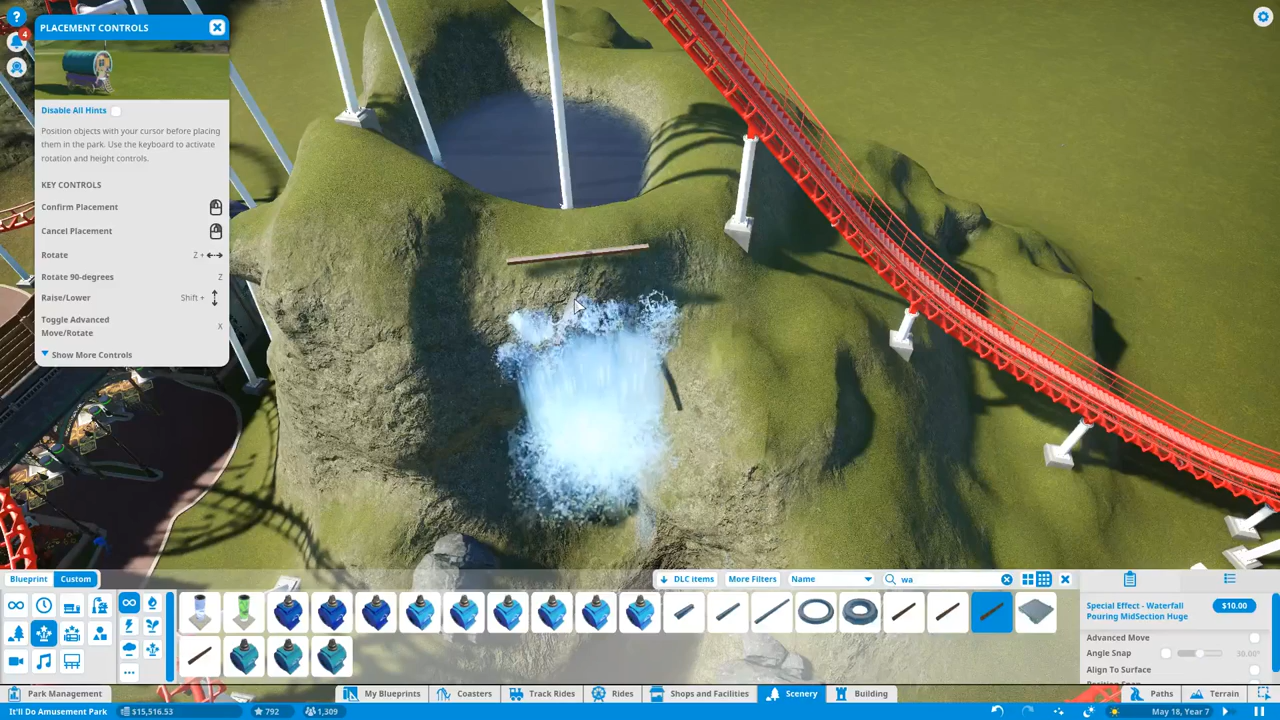 PLACEMENT CONTROLS
4
Disable All Hints
Position objects with your cursor before placing
them in the park. Use the keyboard to activate
rotation and height controls.
KEY CONTROLS
Confirm Placement
Cancel Placement
Rotate Z +
Rotate 90-degrees Z
Raise/Lower Shift +
Toggle Advanced
Move/Rotate X
Show More Controls
Blueprint Custom DLC items More Filters Name wa
Special Effect - Waterfall
Pouring MidSection Huge $10.00
Advanced Move
Angle Snap 30.00°
Align To Surface
Park Management My Blueprints Coasters Track Rides Rides Shops and Facilities Scenery Building Paths Terrain
It'll Do Amusement Park $15,516.53 792 1,309 May 18, Year 7